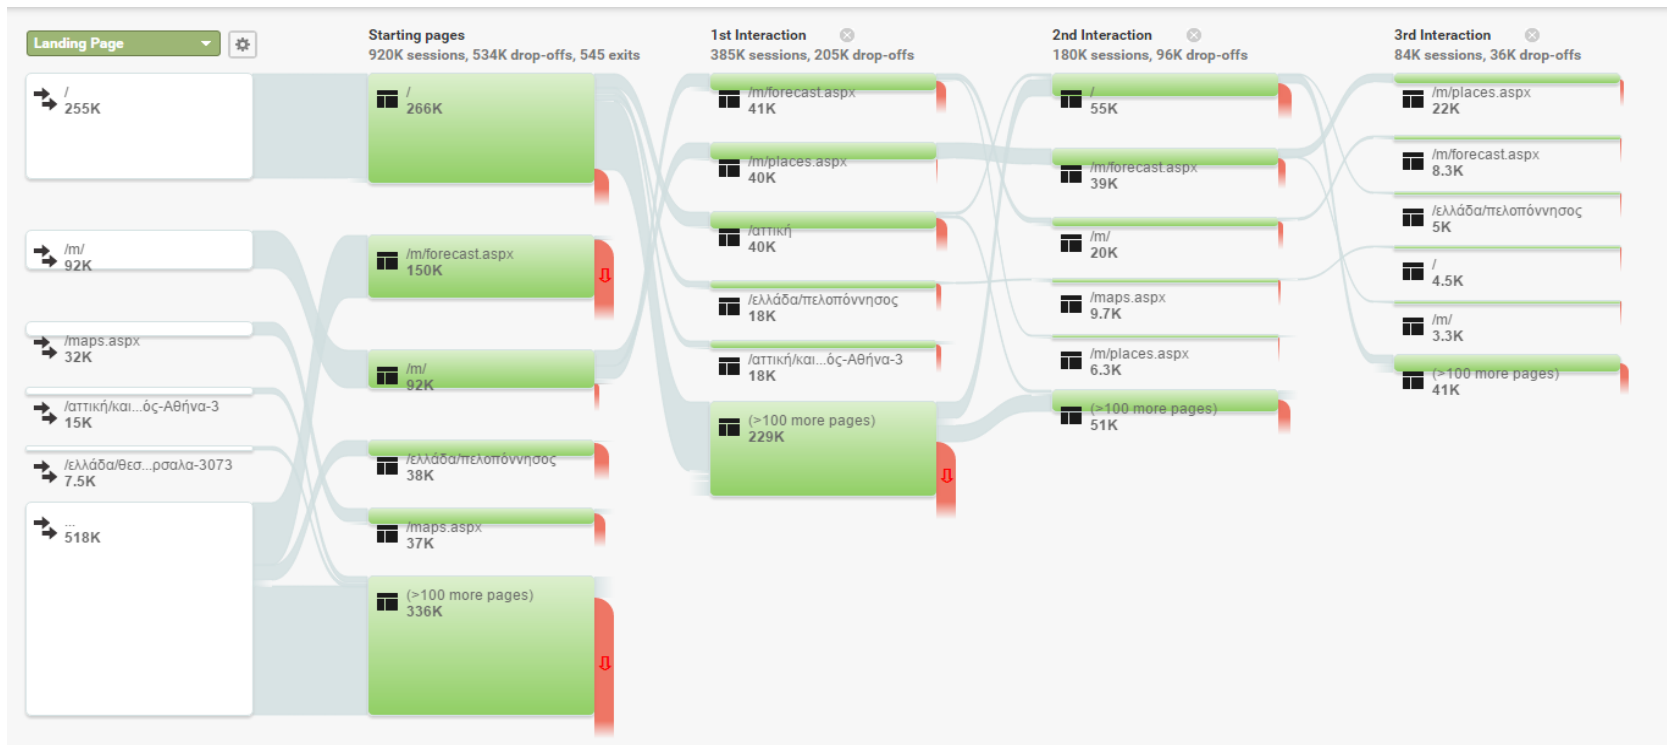 Landing Page
/
255K
/m/
92K
/maps.aspx
32K
/αττική/και...ός-Αθήνα-3
15K
/ελλάδα/θεσ...ρσαλα-3073
7.5K
...
518K
Starting pages
920K sessions, 534K drop-offs, 545 exits
/
266K
/m/forecast.aspx
150K
/m/
92K
/ελλάδα/πελοπόννησος
38K
/maps.aspx
37K
(>100 more pages)
336K
1st Interaction
385K sessions, 205K drop-offs
/m/forecast.aspx
41K
/m/places.aspx
40K
/αττική
40K
/ελλάδα/πελοπόννησος
18K
/αττική/και...ός-Αθήνα-3
18K
(>100 more pages)
229K
2nd Interaction
180K sessions, 96K drop-offs
/
55K
/m/forecast.aspx
39K
/m/
20K
/maps.aspx
9.7K
/m/places.aspx
6.3K
(>100 more pages)
51K
3rd Interaction
84K sessions, 36K drop-offs
/m/places.aspx
22K
/m/forecast.aspx
8.3K
/ελλάδα/πελοπόννησος
5K
/
4.5K
/m/
3.3K
(>100 more pages)
41K